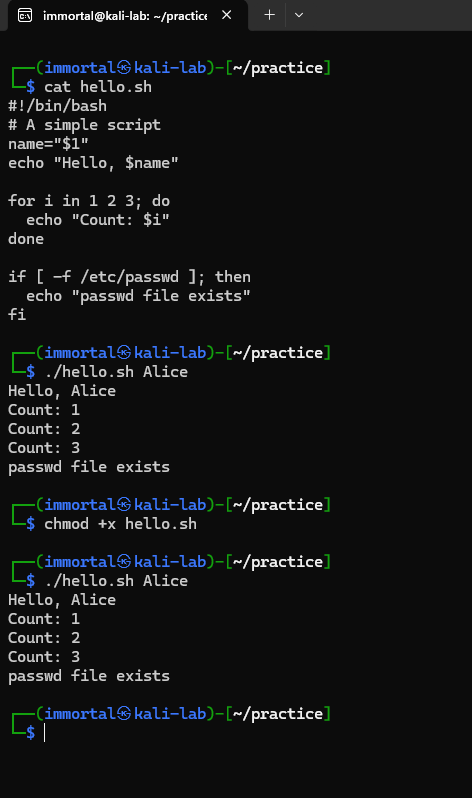 immortal@kali-lab: ~/practice
┌──(immortal㉿kali-lab)-[~/practice]
└─$ cat hello.sh
#!/bin/bash
# A simple script
name="$1"
echo "Hello, $name"

for i in 1 2 3; do
  echo "Count: $i"
done

if [ -f /etc/passwd ]; then
  echo "passwd file exists"
fi

┌──(immortal㉿kali-lab)-[~/practice]
└─$ ./hello.sh Alice
Hello, Alice
Count: 1
Count: 2
Count: 3
passwd file exists

┌──(immortal㉿kali-lab)-[~/practice]
└─$ chmod +x hello.sh

┌──(immortal㉿kali-lab)-[~/practice]
└─$ ./hello.sh Alice
Hello, Alice
Count: 1
Count: 2
Count: 3
passwd file exists

┌──(immortal㉿kali-lab)-[~/practice]
└─$